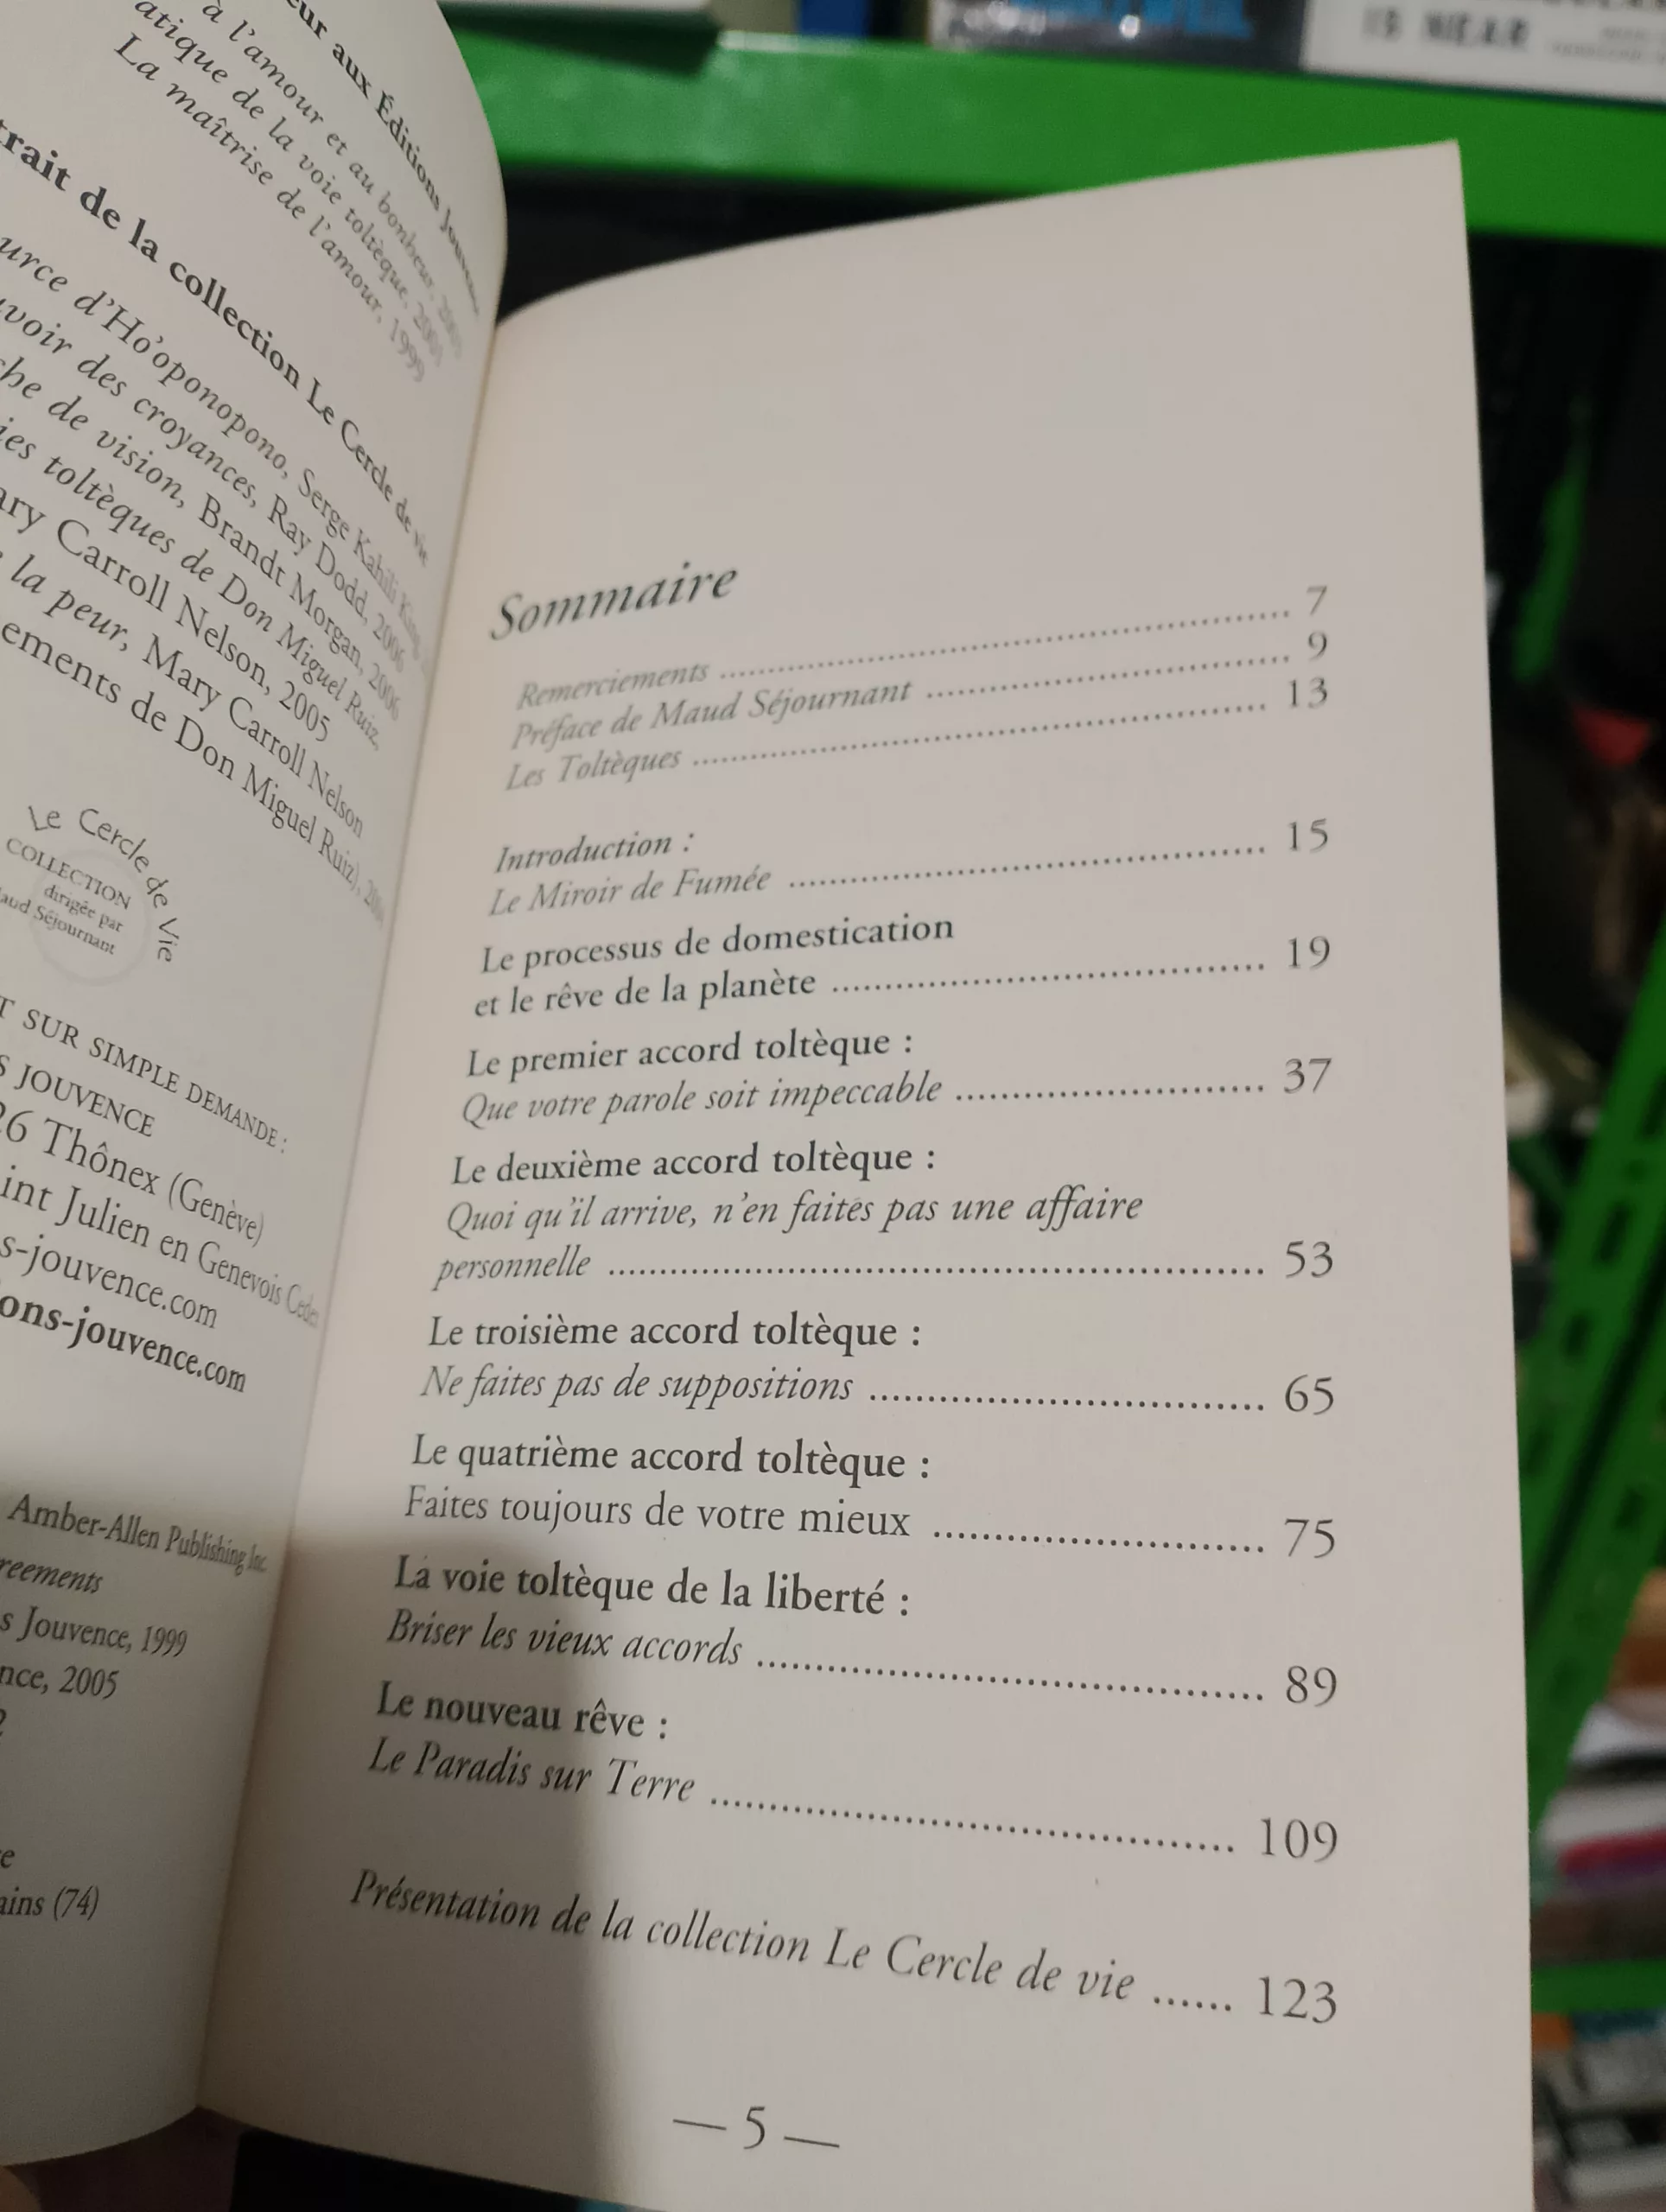 eur aux Éditions Jouvence
à l'amour et au bonheur,
atique de la voie toltèque,
La maîtrise de l'amour, 1999
trait de la collection Le Cercle de vie
urce d'Ho'oponopono, Serge Kahili King,
voir des croyances, Ray Dodd, 2006
che de vision, Brandt Morgan, 2006
ies toltèques de Don Miguel Ruiz,
ary Carroll Nelson, 2005
la peur, Mary Carroll Nelson
ements de Don Miguel Ruiz),
Le Cercle de Vie
COLLECTION
dirigée par
aud Séjournant
T SUR SIMPLE DEMANDE :
S JOUVENCE
26 Thônex (Genève)
int Julien en Genevois Cedex
s-jouvence.com
ons-jouvence.com
Amber-Allen Publishing Inc.
reements
s Jouvence, 1999
nce, 2005
2
e
ains (74)
Sommaire
Remerciements ........ 7
Préface de Maud Séjournant ........ 9
Les Toltèques ........ 13
Introduction :
Le Miroir de Fumée ........ 15
Le processus de domestication
et le rêve de la planète ........ 19
Le premier accord toltèque :
Que votre parole soit impeccable ........ 37
Le deuxième accord toltèque :
Quoi qu'il arrive, n'en faites pas une affaire
personnelle ........ 53
Le troisième accord toltèque :
Ne faites pas de suppositions ........ 65
Le quatrième accord toltèque :
Faites toujours de votre mieux ........ 75
La voie toltèque de la liberté :
Briser les vieux accords ........ 89
Le nouveau rêve :
Le Paradis sur Terre ........ 109
Présentation de la collection Le Cercle de vie ...... 123
— 5 —
IS NEAR